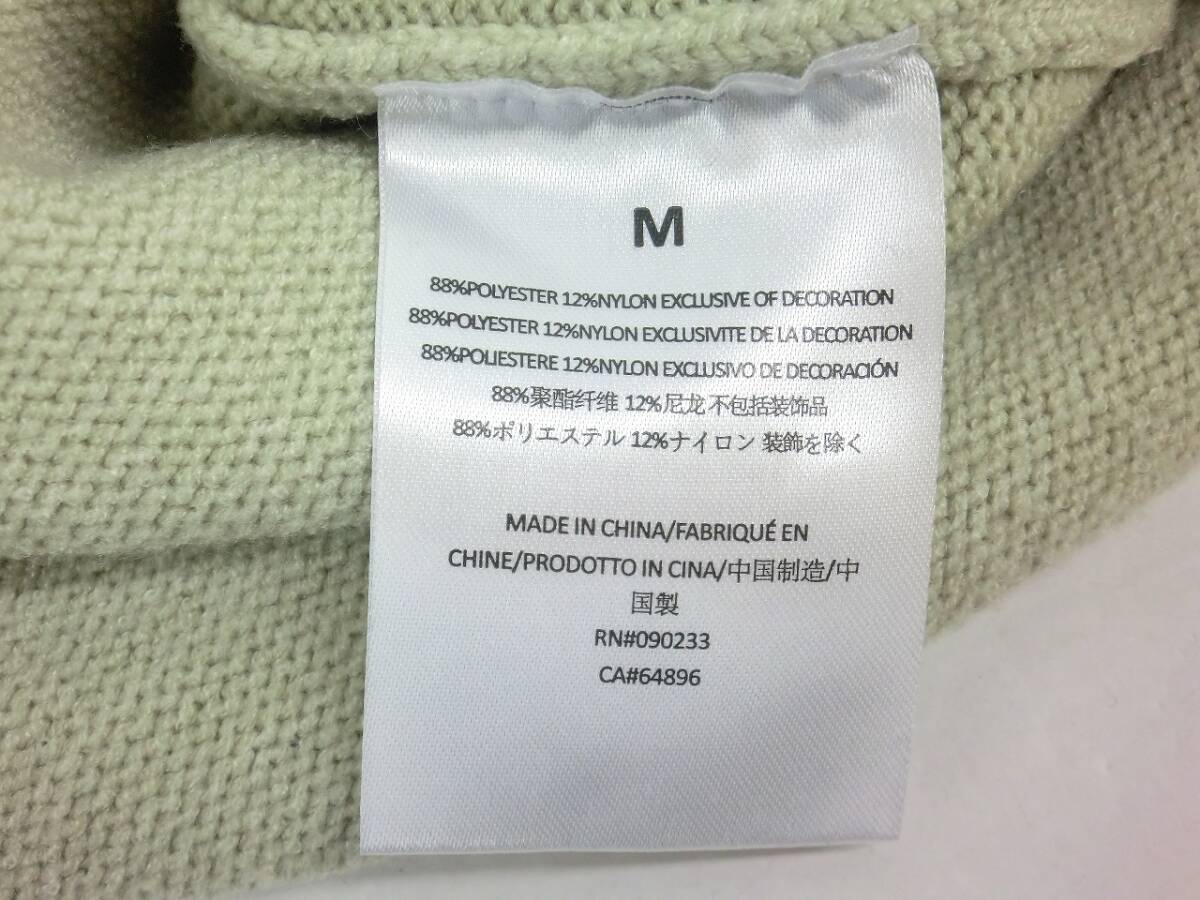 M
88%POLYESTER 12%NYLON EXCLUSIVE OF DECORATION
88%POLYESTER 12%NYLON EXCLUSIVITE DE LA DECORATION
88%POLIESTERE 12%NYLON EXCLUSIVO DE DECORACIÓN
88%聚酯纤维 12%尼龙 不包括装饰品
88%ポリエステル 12%ナイロン 装飾を除く
MADE IN CHINA/FABRIQUÉ EN
CHINE/PRODOTTO IN CINA/中国制造/中
国製
RN#090233
CA#64896